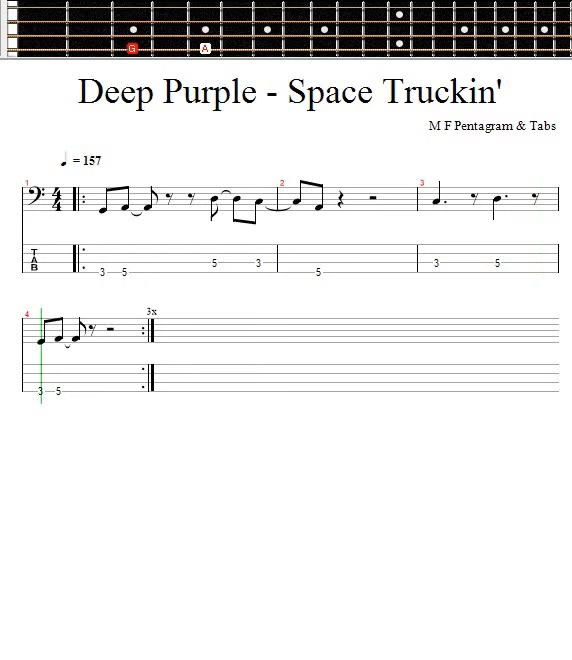 G A
Deep Purple - Space Truckin'
M F Pentagram & Tabs
= 157
1 2 3
4 4
T A B
3 5 5 3 5 3 5
4 3x
3 5